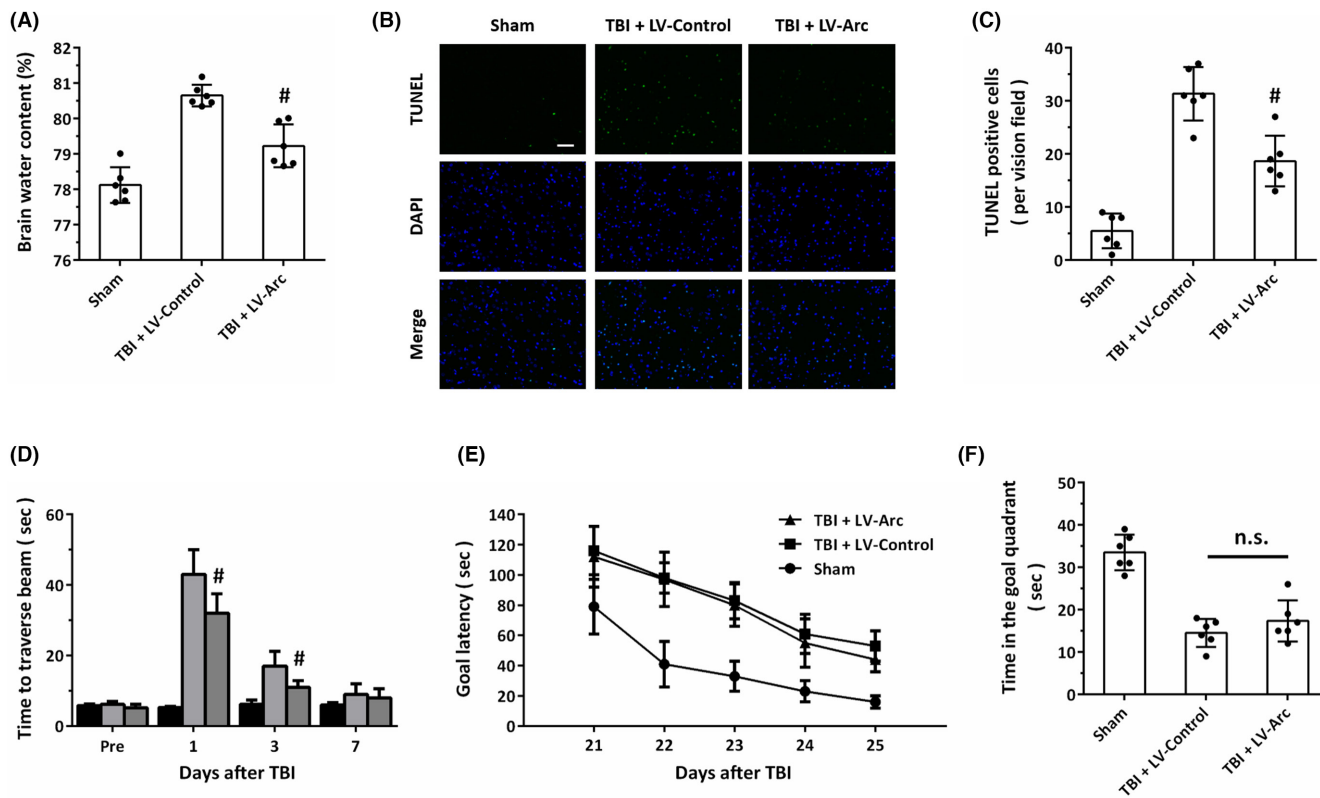 (A)
Brain water content (%)
82
81
80
79
78
77
76
#
Sham
TBI + LV-Control
TBI + LV-Arc
(B)
Sham
TBI + LV-Control
TBI + LV-Arc
TUNEL
DAPI
Merge
(C)
TUNEL positive cells
( per vision field)
40
30
20
10
0
#
Sham
TBI + LV-Control
TBI + LV-Arc
(D)
Time to traverse beam ( sec )
60
40
20
0
#
#
Pre
1
3
7
Days after TBI
(E)
Goal latency ( sec )
140
120
100
80
60
40
20
0
TBI + LV-Arc
TBI + LV-Control
Sham
21
22
23
24
25
Days after TBI
(F)
Time in the goal quadrant
( sec )
50
40
30
20
10
0
n.s.
Sham
TBI + LV-Control
TBI + LV-Arc